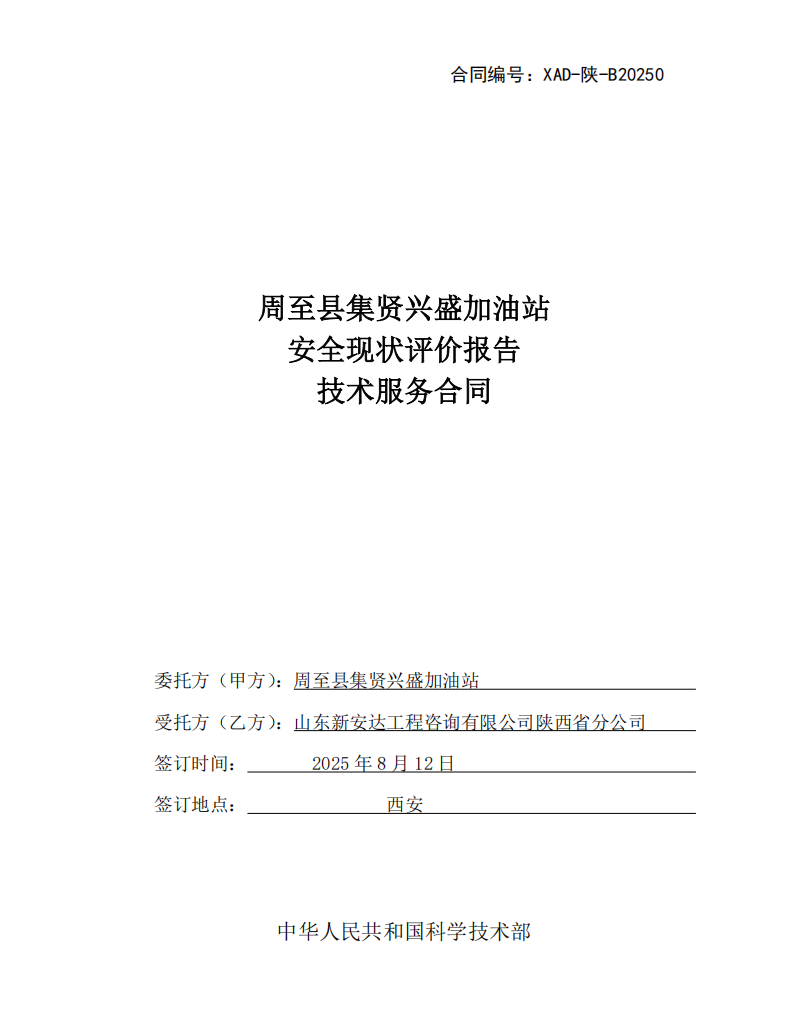 合同编号：XAD-陕-B20250
周至县集贤兴盛加油站
安全现状评价报告
技术服务合同
委托方（甲方）：周至县集贤兴盛加油站
受托方（乙方）：山东新安达工程咨询有限公司陕西省分公司
签订时间：2025 年 8 月 12 日
签订地点：西安
中华人民共和国科学技术部